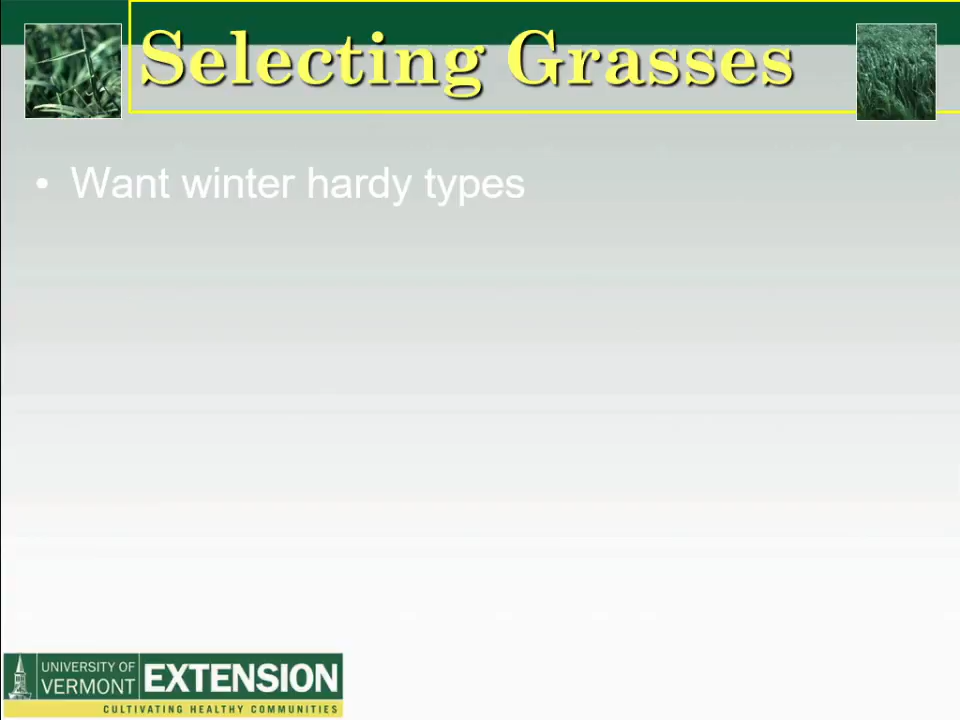 Selecting Grasses
• Want winter hardy types
UNIVERSITY OF
VERMONT
EXTENSION
CULTIVATING HEALTHY COMMUNITIES